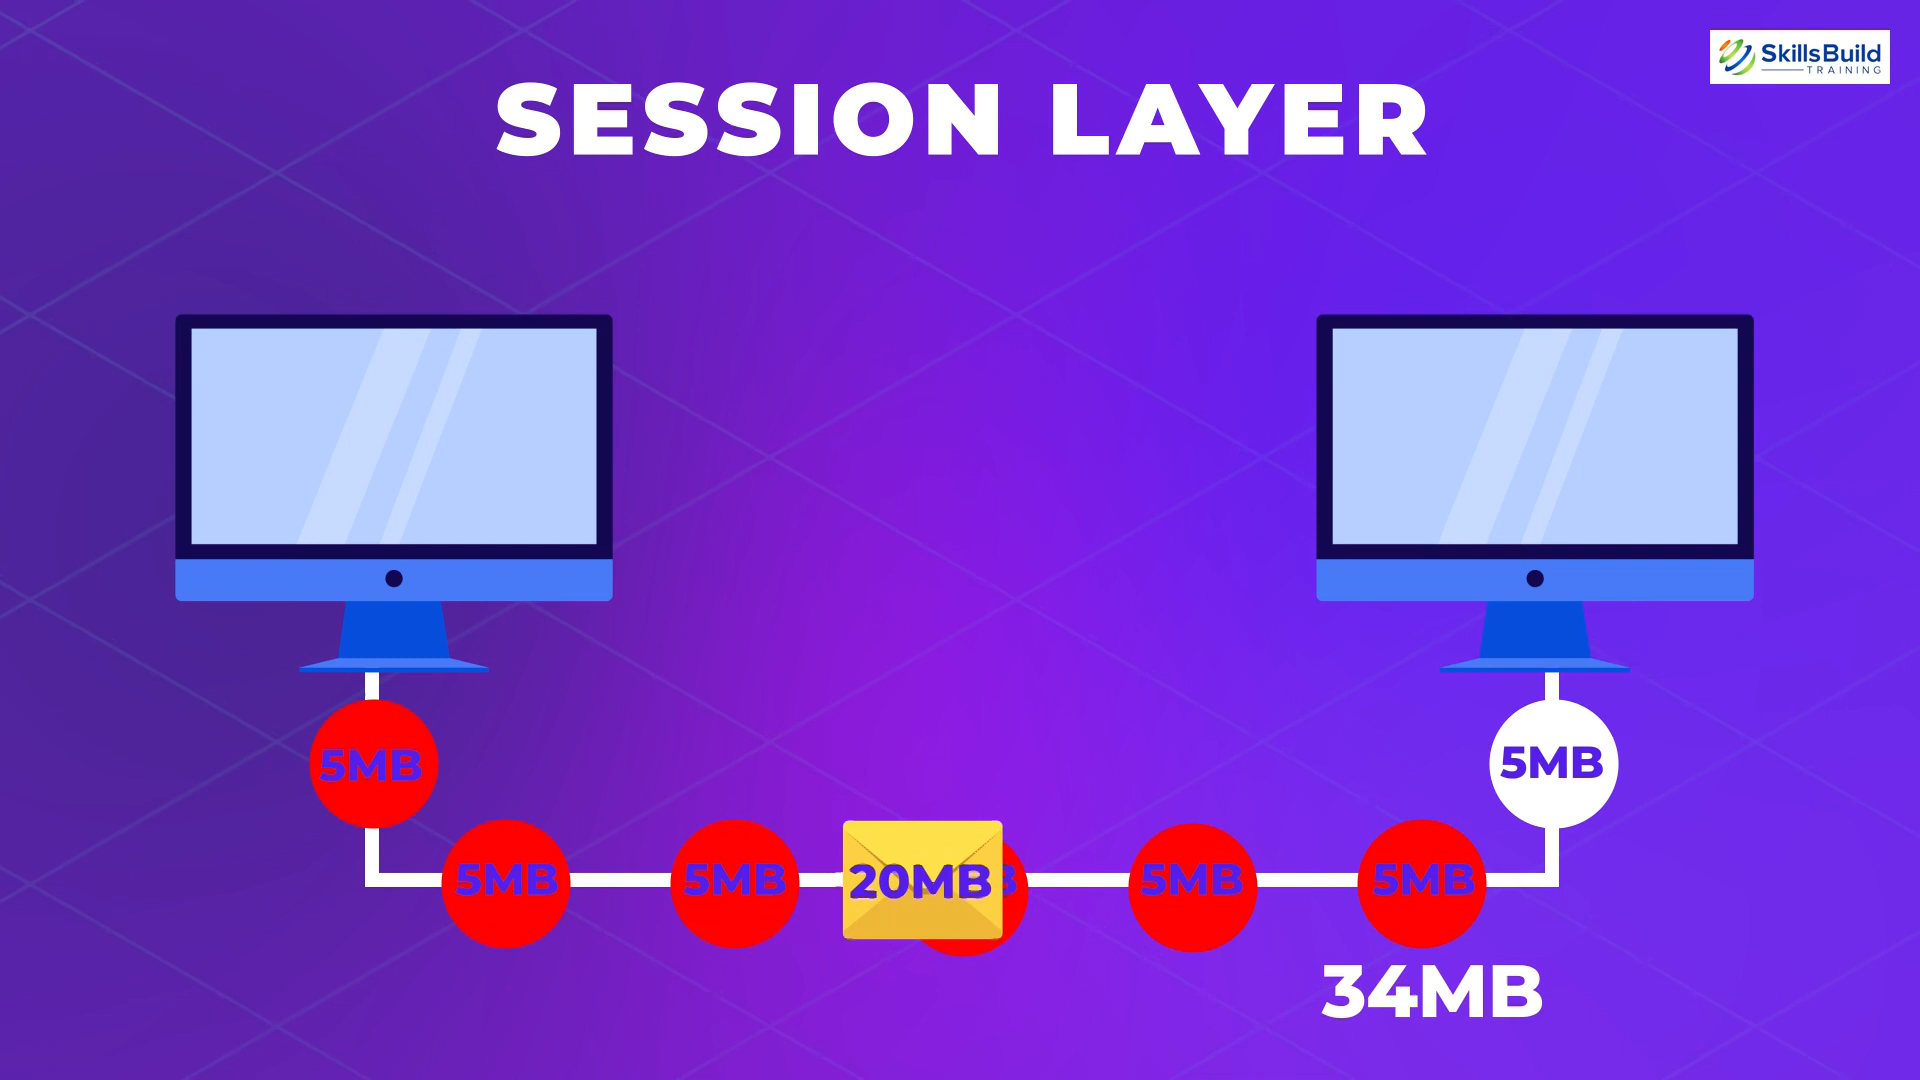 SkillsBuild
TRAINING
SESSION LAYER
5MB
5MB
5MB
5MB
20MB
5MB
5MB
34MB